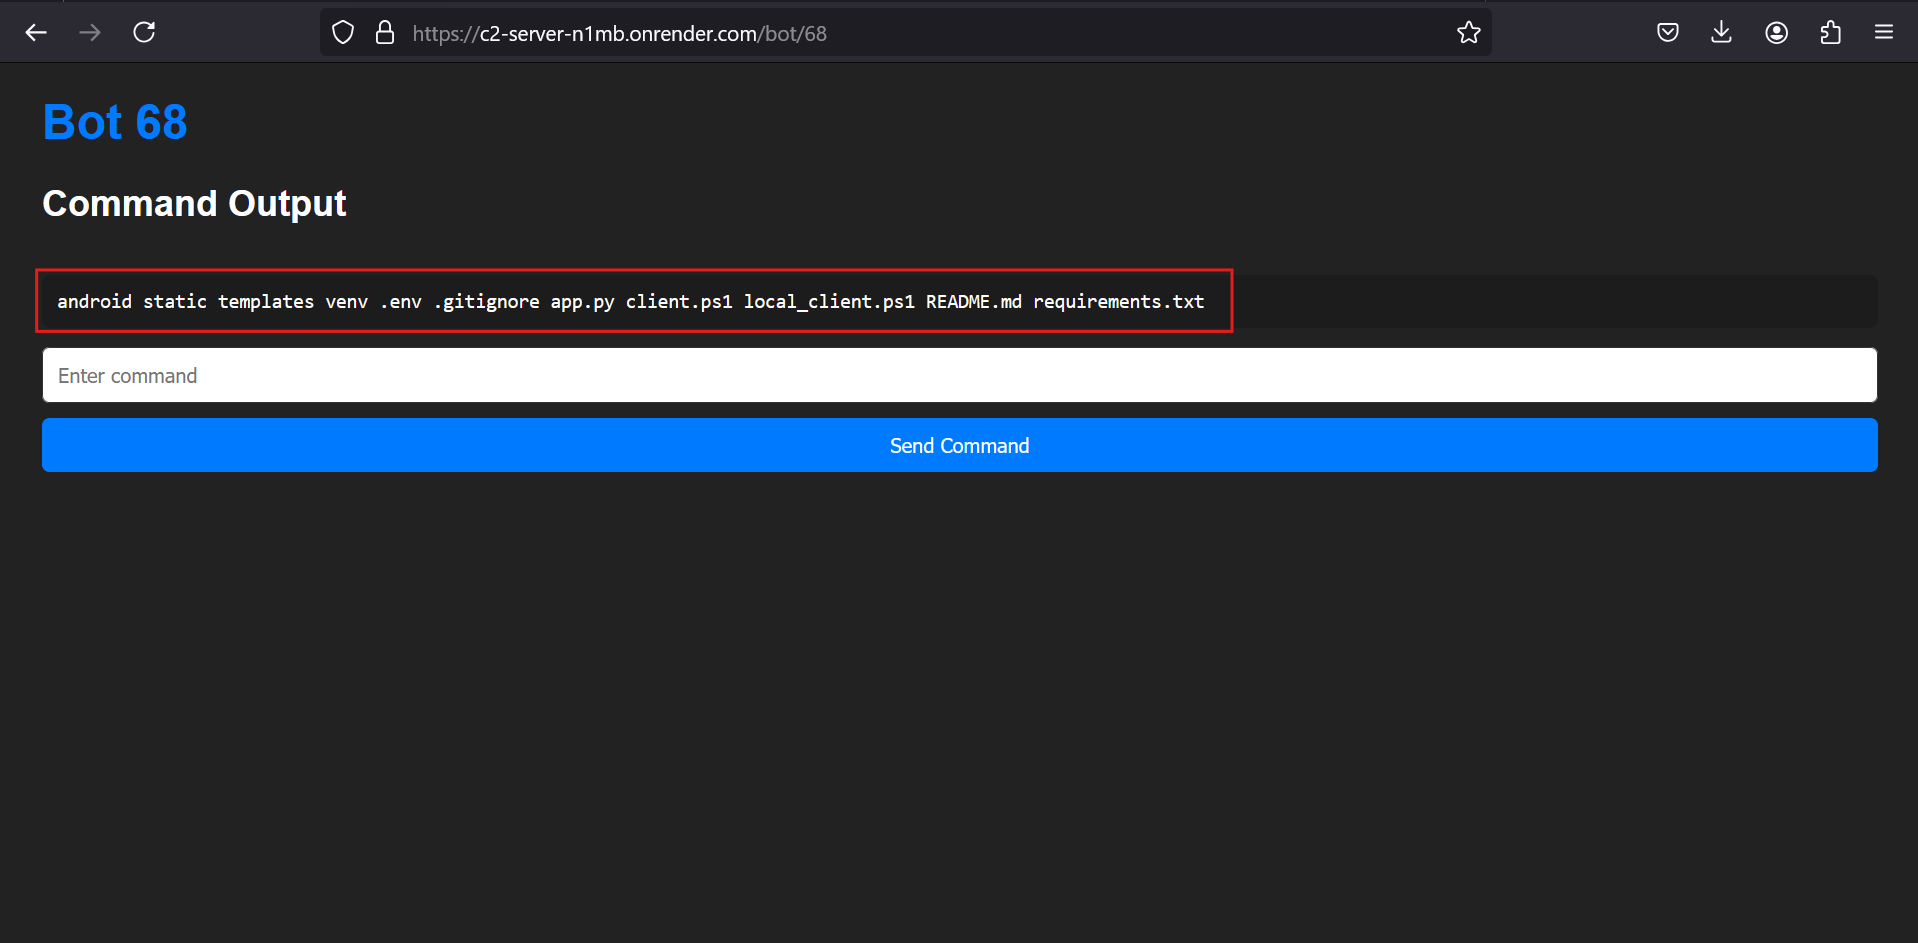 https://c2-server-n1mb.onrender.com/bot/68
Bot 68
Command Output
android static templates venv .env .gitignore app.py client.ps1 local_client.ps1 README.md requirements.txt
Enter command
Send Command